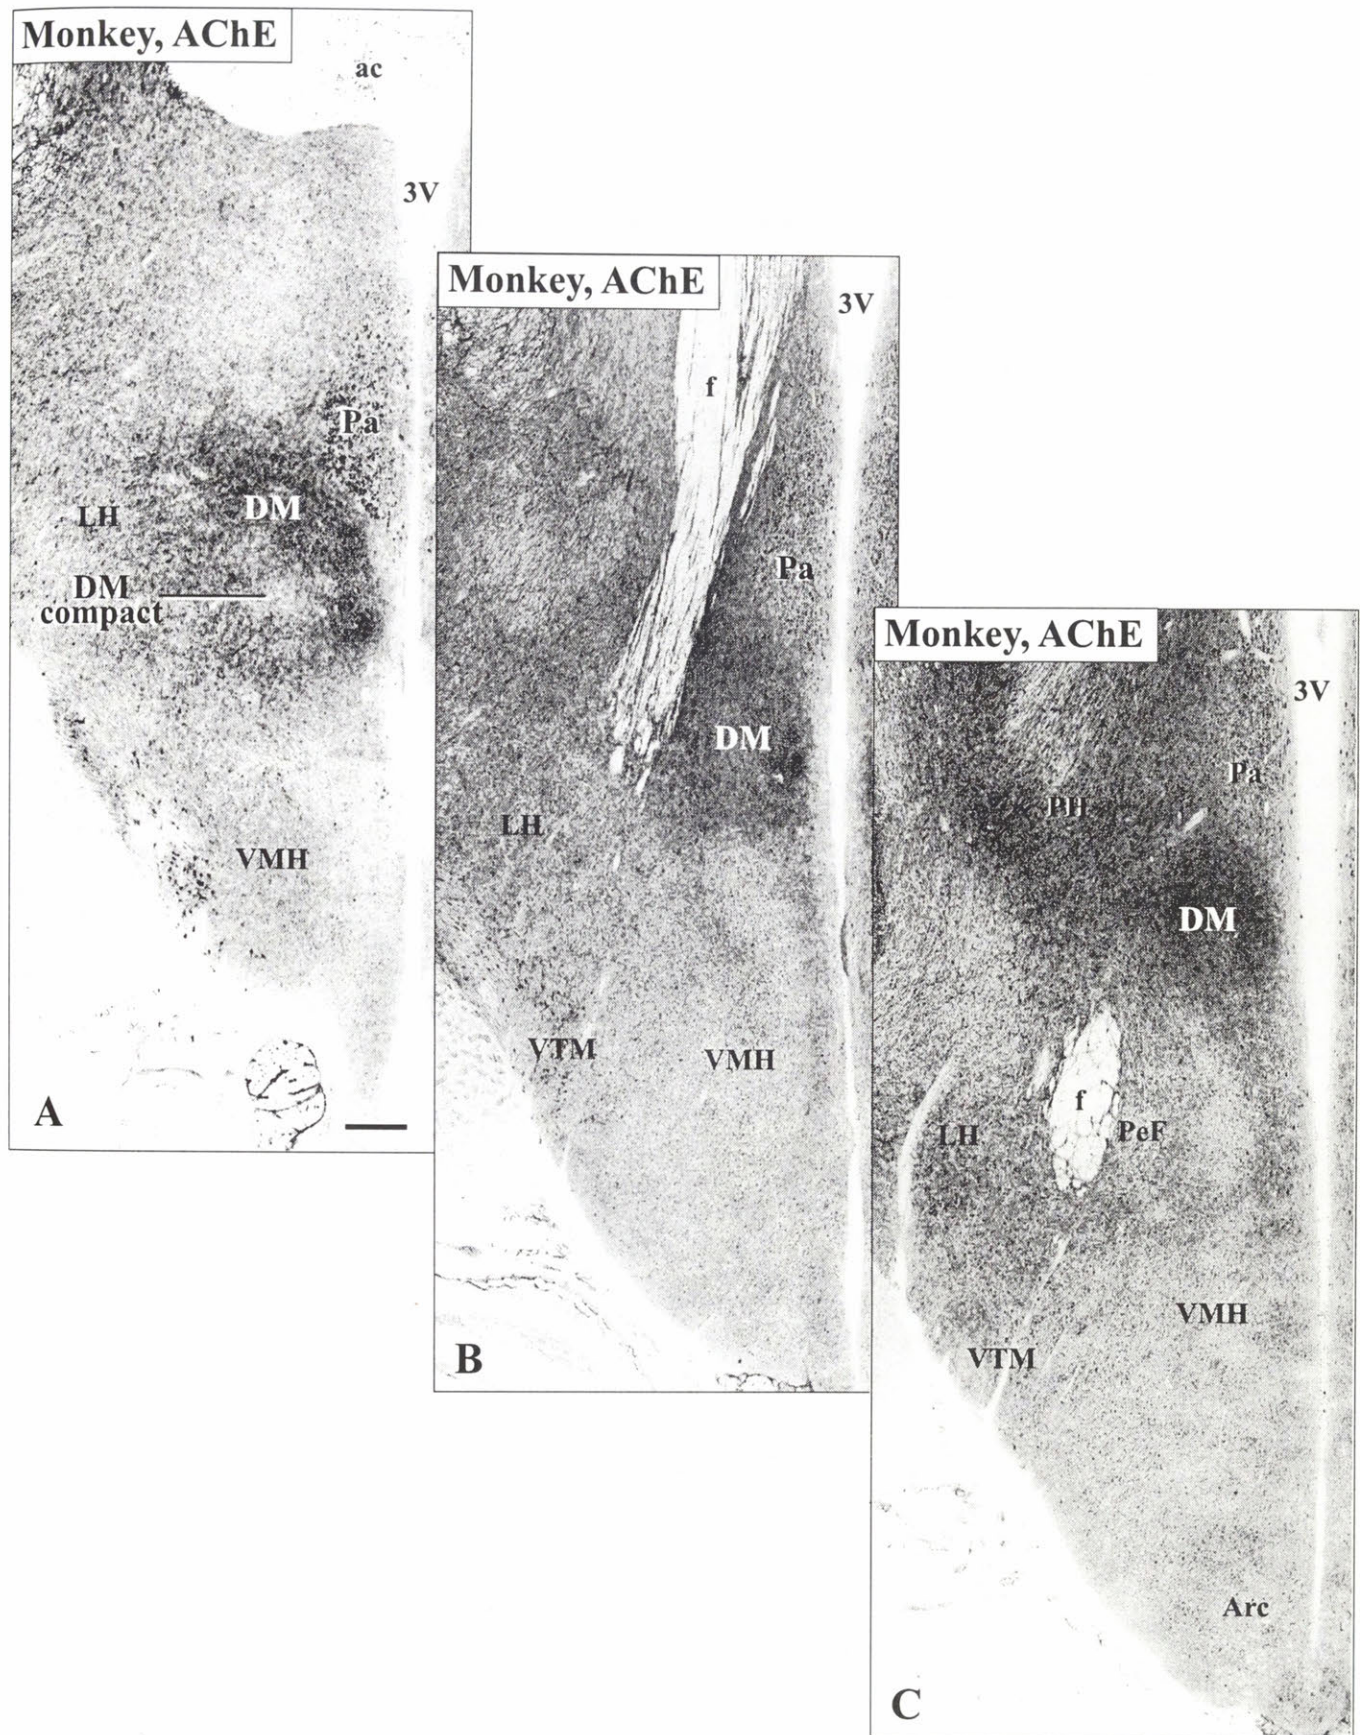 Monkey, AChE
ac
3V
Pa
DM
LH
DM
compact
VMH
A
Monkey, AChE
3V
f
Pa
DM
LH
VTM
VMH
B
Monkey, AChE
3V
Pa
PH
DM
f
LH
PeF
VMH
VTM
Arc
C